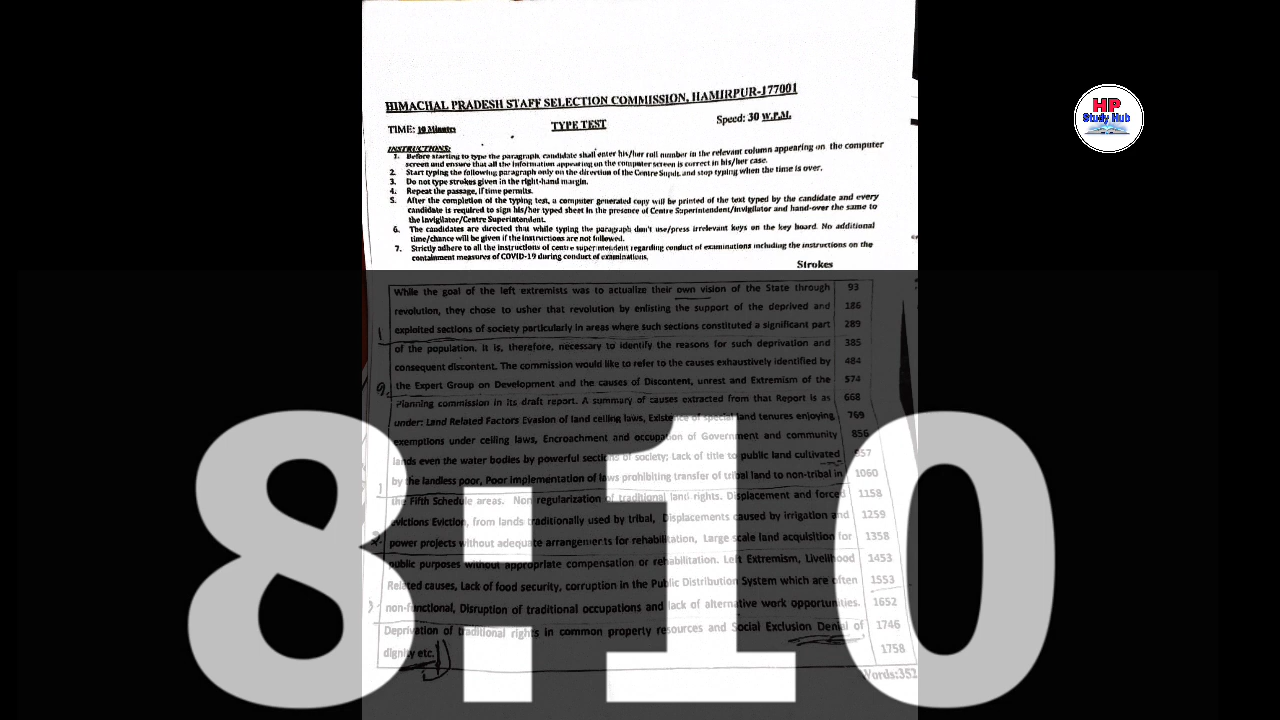 HIMACHAL PRADESH STAFF SELECTION COMMISSION, HAMIRPUR-177001
TIME: 10 Minutes TYPE TEST Speed: 30 W.P.M.
INSTRUCTIONS:
1. Before starting to type the paragraph, candidate shall enter his/her roll number in the relevant column appearing on the computer
screen and ensure that all the information appearing on the computer screen is correct in his/her case.
2. Start typing the following paragraph only on the direction of the Centre Supdt. and stop typing when the time is over.
3. Do not type strokes given in the right-hand margin.
4. Repeat the passage, if time permits.
5. After the completion of the typing test, a computer generated copy will be printed of the text typed by the candidate and every
candidate is required to sign his/her typed sheet in the presence of Centre Superintendent/invigilator and hand-over the same to
the Invigilator/Centre Superintendent.
6. The candidates are directed that while typing the paragraph don't use/press irrelevant keys on the key board. No additional
time/chance will be given if the instructions are not followed.
7. Strictly adhere to all the instructions of centre superintendent regarding conduct of examinations including the instructions on the
containment measures of COVID-19 during conduct of examinations.
Strokes
While the goal of the left extremists was to actualize their own vision of the State through 93
revolution, they chose to usher that revolution by enlisting the support of the deprived and 186
exploited sections of society particularly in areas where such sections constituted a significant part 289
of the population. It is, therefore, necessary to identify the reasons for such deprivation and 385
consequent discontent. The commission would like to refer to the causes exhaustively identified by 484
the Expert Group on Development and the causes of Discontent, unrest and Extremism of the 574
Planning commission in its draft report. A summary of causes extracted from that Report is as 668
under: Land Related Factors Evasion of land ceiling laws, Existence of special land tenures enjoying 769
exemptions under ceiling laws, Encroachment and occupation of Government and community 856
lands even the water bodies by powerful sections of society; Lack of title to public land cultivated 957
by the landless poor, Poor implementation of laws prohibiting transfer of tribal land to non-tribal in 1060
the Fifth Schedule areas. Non regularization of traditional land rights. Displacement and forced 1158
evictions Eviction, from lands traditionally used by tribal, Displacements caused by irrigation and 1259
power projects without adequate arrangements for rehabilitation, Large scale land acquisition for 1358
public purposes without appropriate compensation or rehabilitation. Left Extremism, Livelihood 1453
Related causes, Lack of food security, corruption in the Public Distribution System which are often 1553
non-functional, Disruption of traditional occupations and lack of alternative work opportunities. 1652
Deprivation of traditional rights in common property resources and Social Exclusion Denial of 1746
dignity etc. 1758
Words:352
HP
Study Hub
8:10